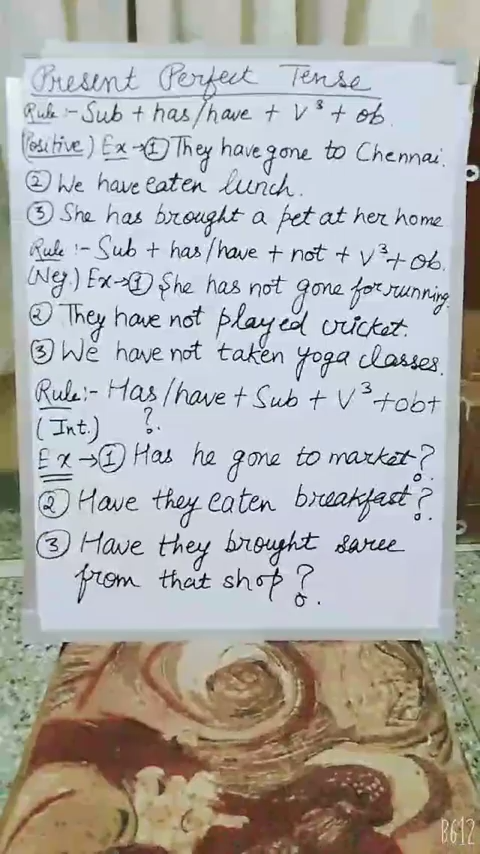 Present Perfect Tense
Rule:- Sub + has/have + V³ + ob.
(Positive) Ex → ① They have gone to Chennai.
② We have eaten lunch.
③ She has brought a pet at her home
Rule :- Sub + has/have + not + V³ + ob.
(Neg.) Ex → ① She has not gone for running.
② They have not played cricket.
③ We have not taken yoga classes.
Rule:- Has/have + Sub + V³ + ob +
(Int.) ?
Ex → ① Has he gone to market?
② Have they eaten breakfast?
③ Have they brought saree
from that shop?
B612